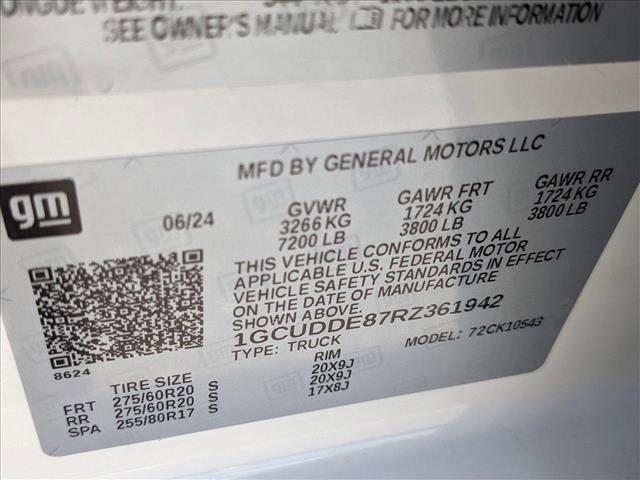 TONGUE WEIGHT:
SEE OWNER'S MANUAL FOR MORE INFORMATION
gm
MFD BY GENERAL MOTORS LLC
06/24
GVWR GAWR FRT GAWR RR
3266 KG 1724 KG 1724 KG
7200 LB 3800 LB 3800 LB
THIS VEHICLE CONFORMS TO ALL
APPLICABLE U.S. FEDERAL MOTOR
VEHICLE SAFETY STANDARDS IN EFFECT
ON THE DATE OF MANUFACTURE
SHOWN ABOVE.
1GCUDDE87RZ361942
TYPE: TRUCK MODEL: 72CK10543
8624
TIRE SIZE RIM
FRT 275/60R20 S 20X9J
RR 275/60R20 S 20X9J
SPA 255/80R17 S 17X8J